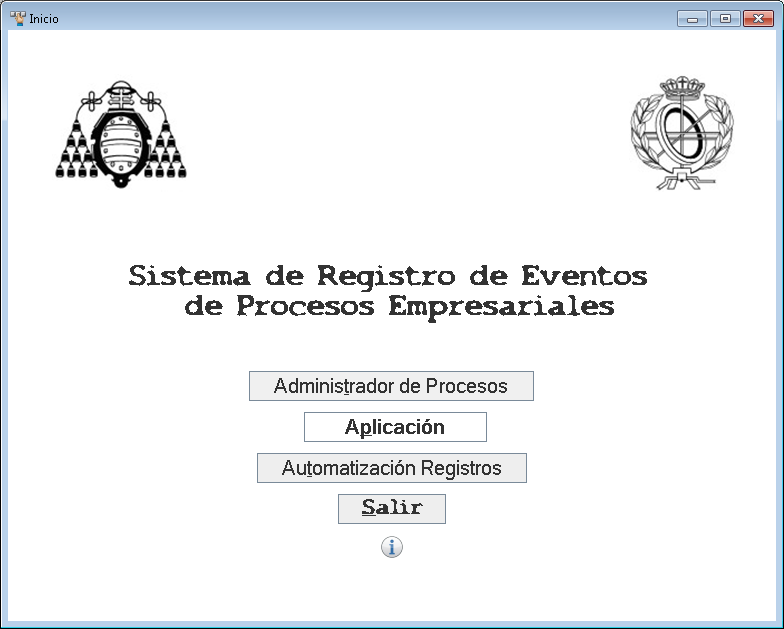 Inicio
Sistema de Registro de Eventos
de Procesos Empresariales
Administrador de Procesos
Aplicación
Automatización Registros
Salir